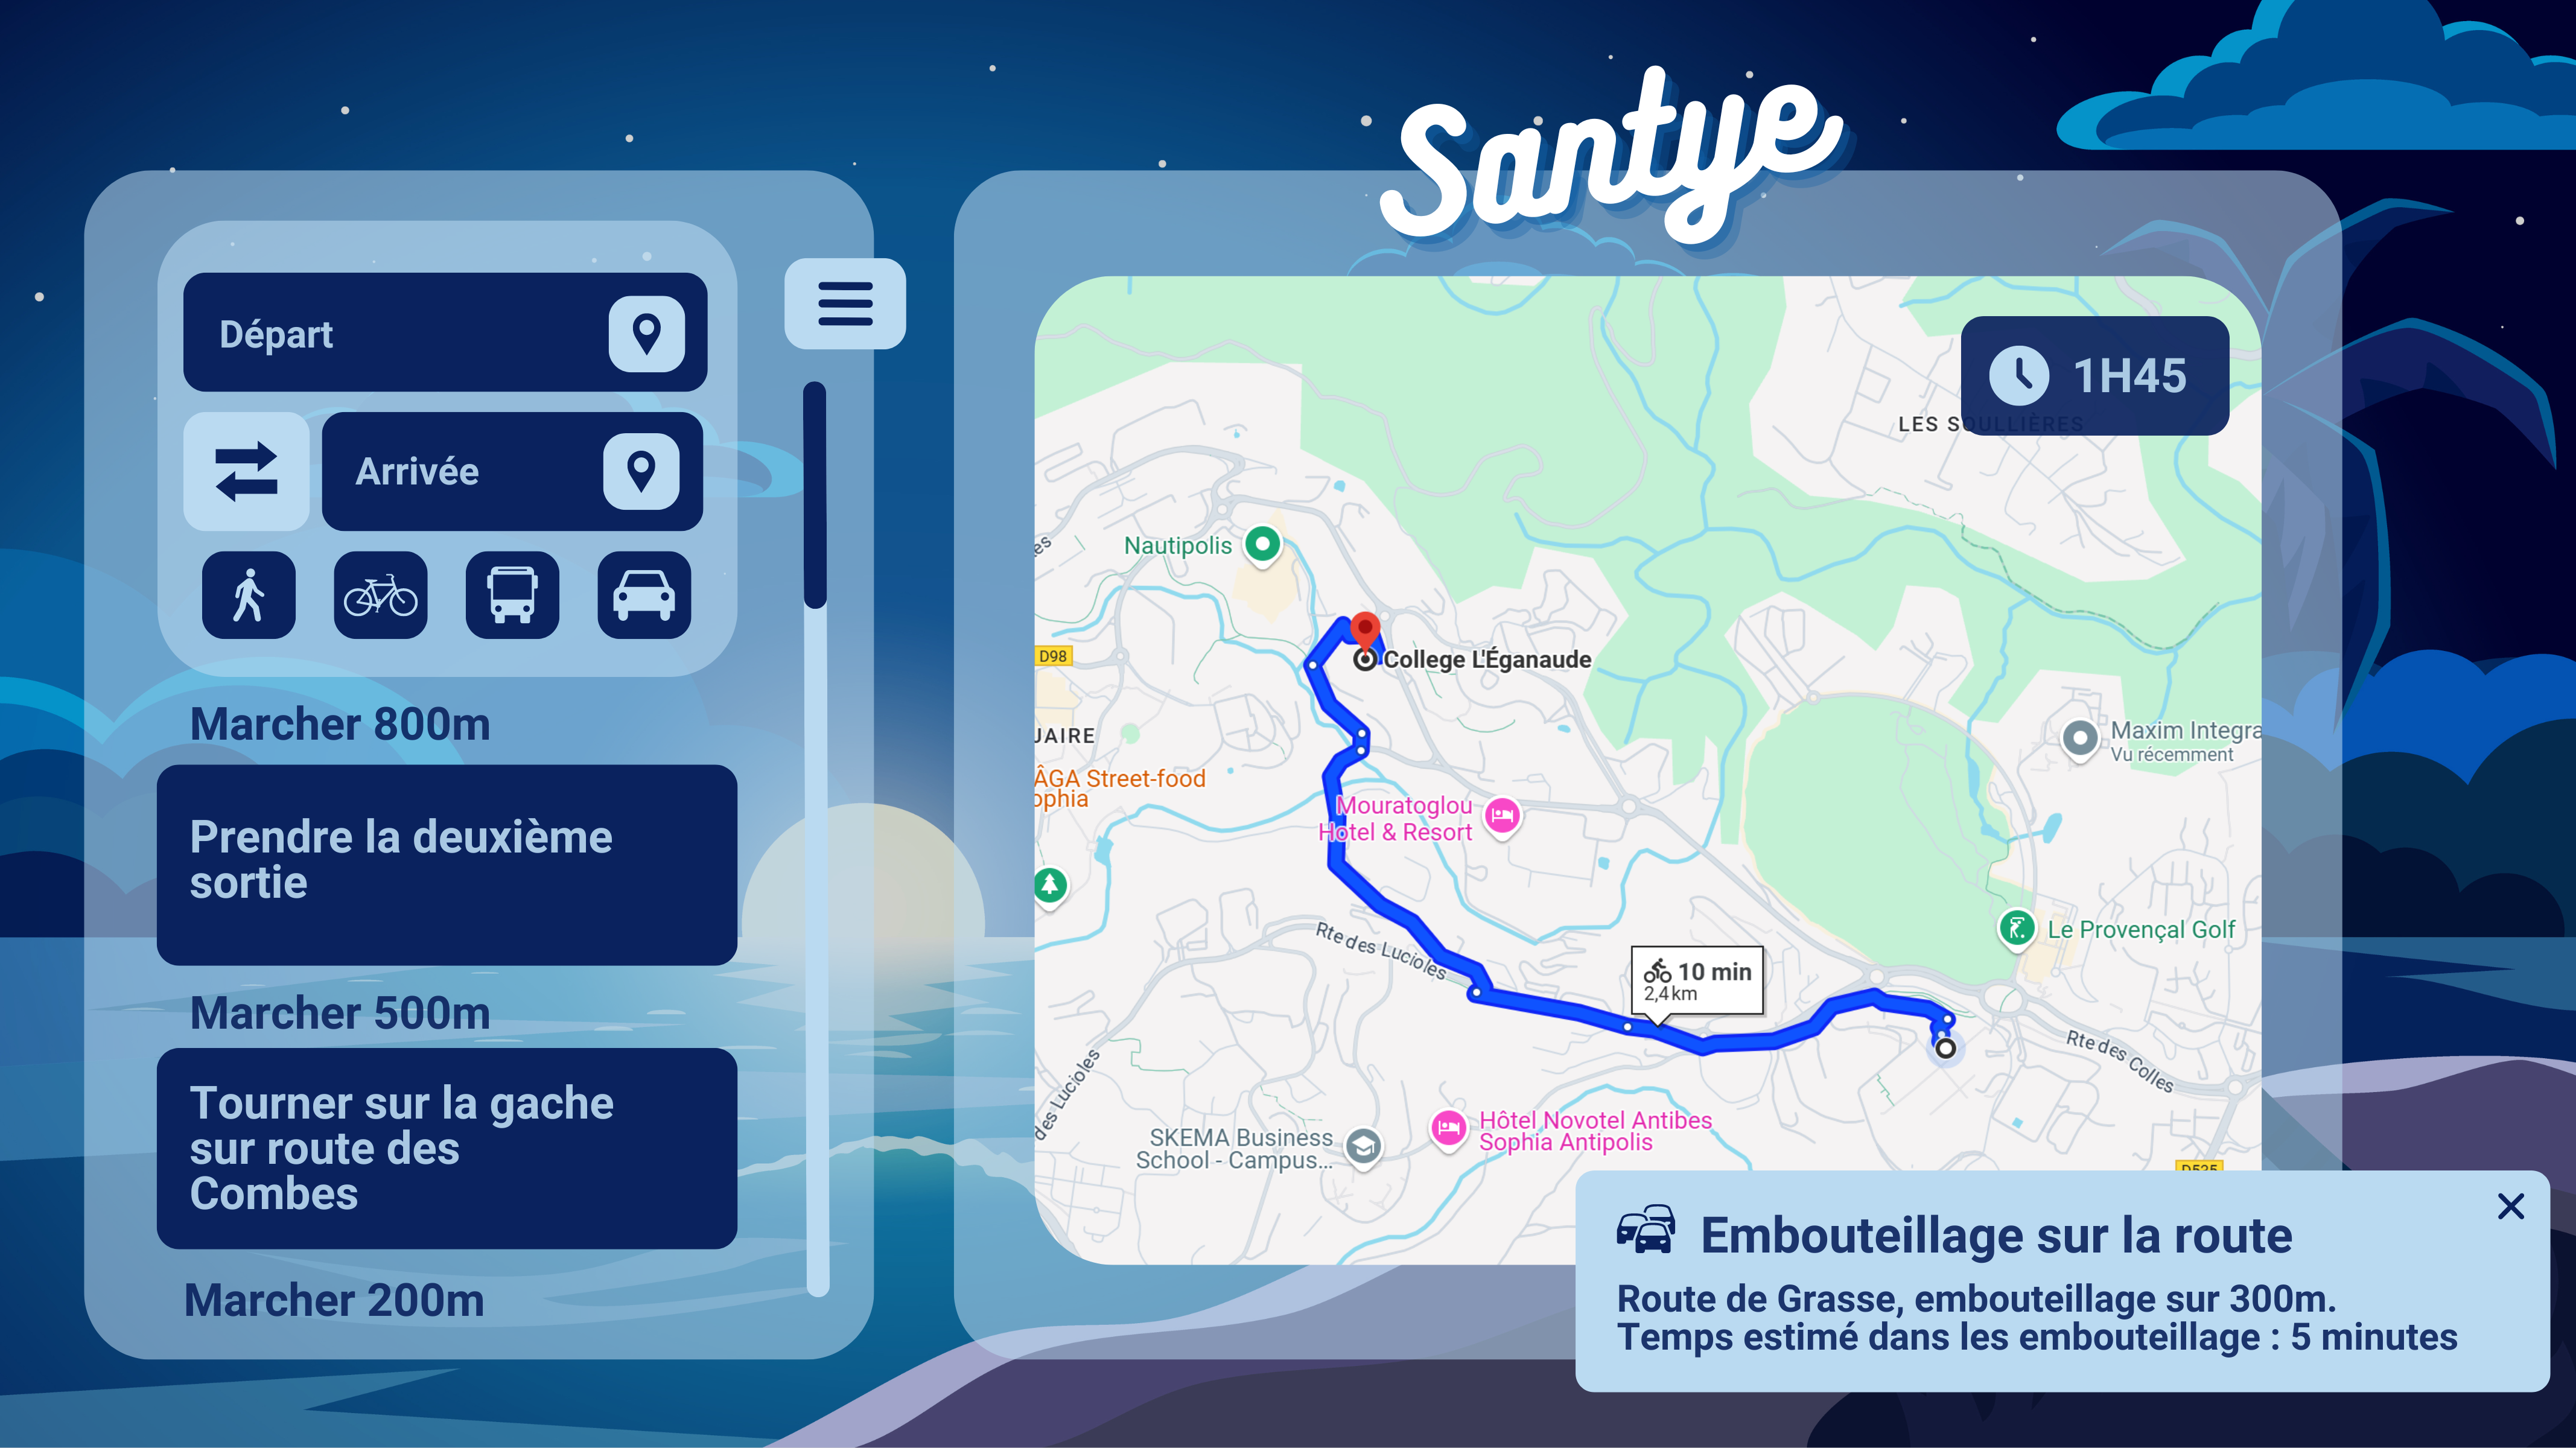 Santye
Départ
Arrivée
Marcher 800m
Prendre la deuxième
sortie
Marcher 500m
Tourner sur la gache
sur route des
Combes
Marcher 200m
1H45
LES SOULLIÈRES
Nautipolis
D98
College L'Éganaude
UAIRE
ÂGA Street-food
ophia
Mouratoglou
Hotel & Resort
Maxim Integra
Vu récemment
Le Provençal Golf
Rte des Lucioles
10 min
2,4 km
Rte des Colles
des Lucioles
SKEMA Business
School - Campus...
Hôtel Novotel Antibes
Sophia Antipolis
D535
Embouteillage sur la route
Route de Grasse, embouteillage sur 300m.
Temps estimé dans les embouteillage : 5 minutes